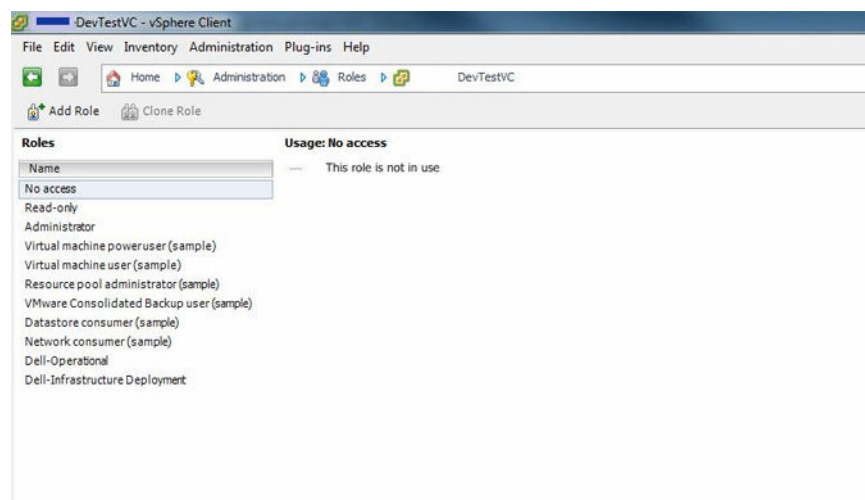 DevTestVC - vSphere Client
File Edit View Inventory Administration Plug-ins Help
Home Administration Roles DevTestVC
Add Role Clone Role
Roles
Usage: No access
Name
This role is not in use
No access
Read-only
Administrator
Virtual machine poweruser (sample)
Virtual machine user (sample)
Resource pool administrator (sample)
VMware Consolidated Backup user (sample)
Datastore consumer (sample)
Network consumer (sample)
Dell-Operational
Dell-Infrastructure Deployment